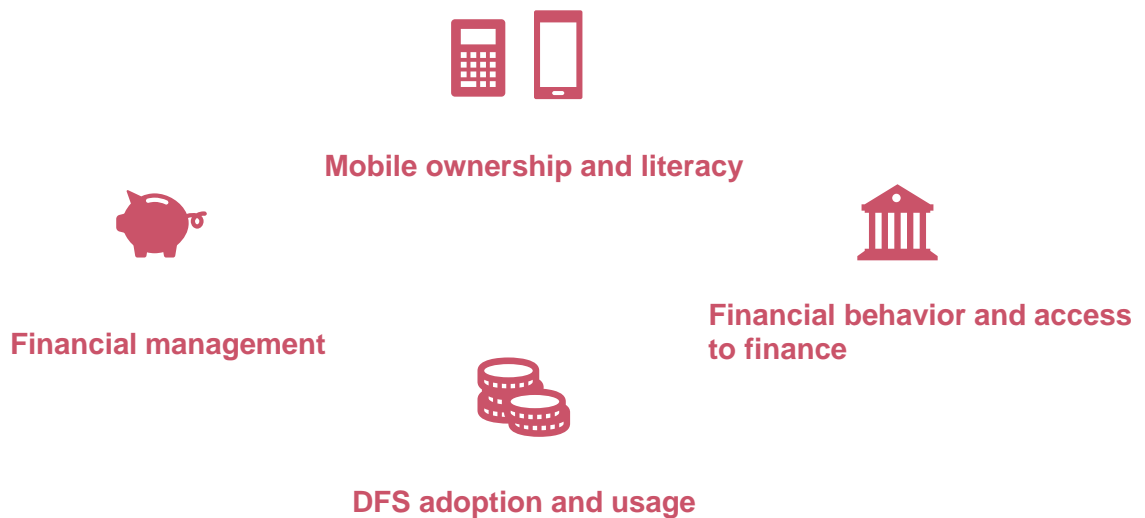 Mobile ownership and literacy
Financial management
Financial behavior and access
to finance
DFS adoption and usage